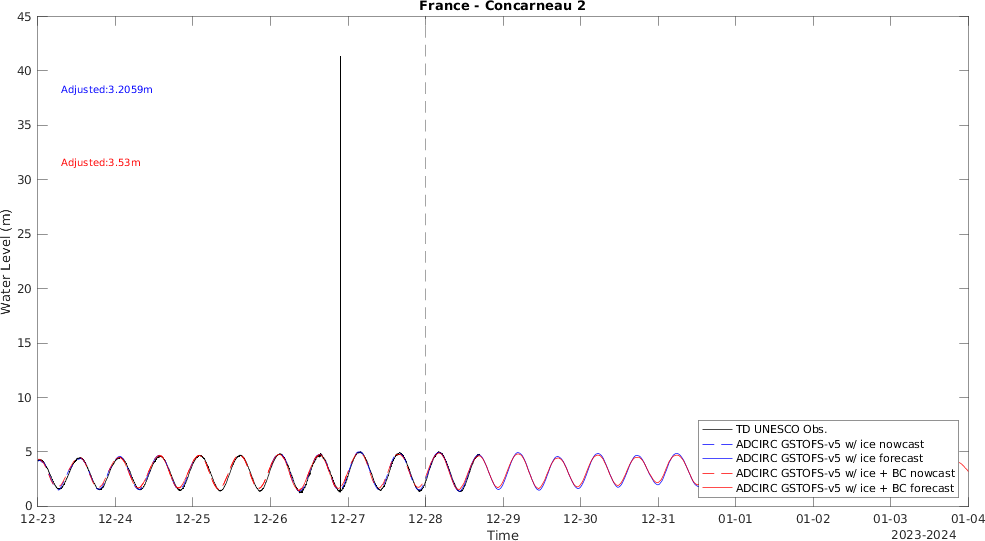 France - Concarneau 2
45
40
35
30
25
20
15
10
5
0
Water Level (m)
Adjusted:3.2059m
Adjusted:3.53m
TD UNESCO Obs.
ADCIRC GSTOFS-v5 w/ ice nowcast
ADCIRC GSTOFS-v5 w/ ice forecast
ADCIRC GSTOFS-v5 w/ ice + BC nowcast
ADCIRC GSTOFS-v5 w/ ice + BC forecast
12-23 12-24 12-25 12-26 12-27 12-28 12-29 12-30 12-31 01-01 01-02 01-03 01-04
Time
2023-2024